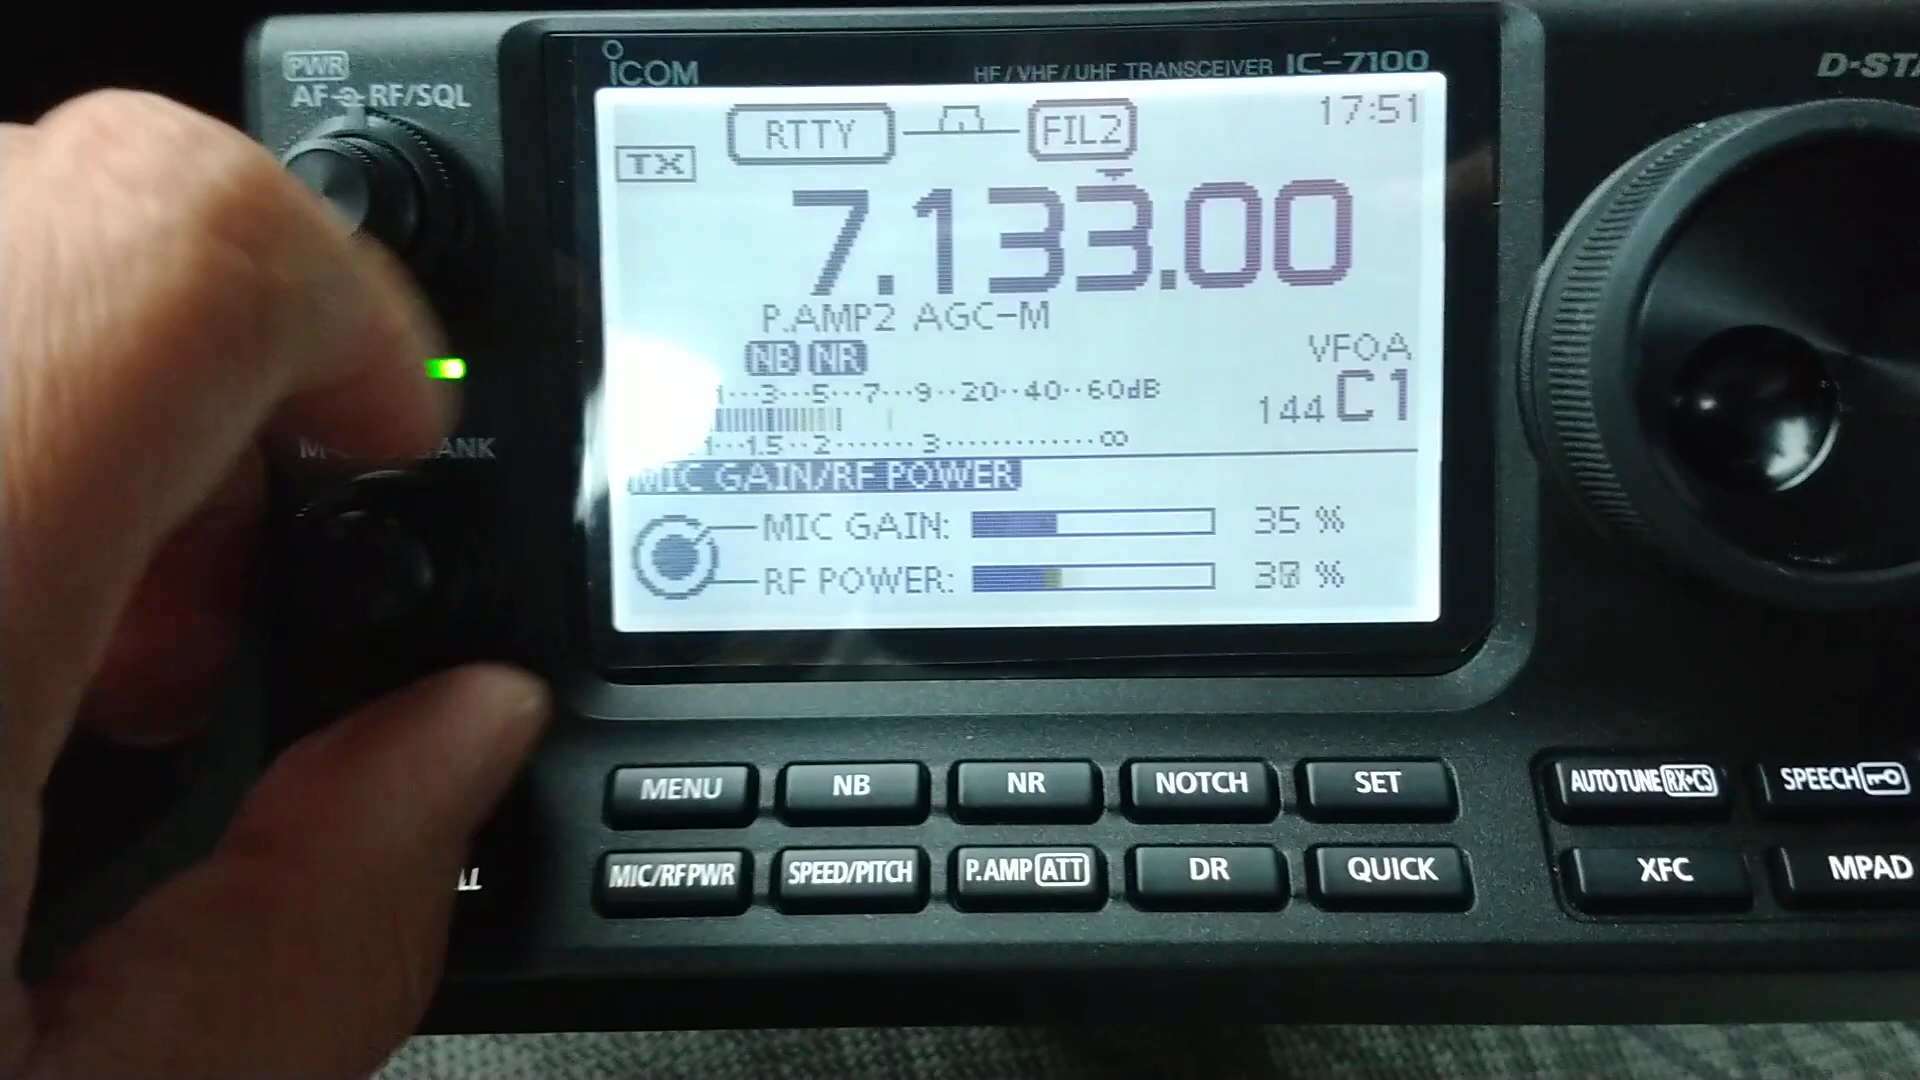 PWR
AF RF/SQL
ICOM
HF/VHF/UHF TRANSCEIVER IC-7100
RTTY FIL2 17:51
TX
7.133.00
P.AMP2 AGC-M
NB NR
VFOA
1···3···5···7···9··20··40··60dB
144 C1
1···1.5··2·······3···········∞
MIC GAIN/RF POWER
MIC GAIN: 35 %
RF POWER: %
MENU NB NR NOTCH SET
AUTOTUNE RX→CS SPEECH
MIC/RF PWR SPEED/PITCH P.AMP ATT DR QUICK
XFC MPAD